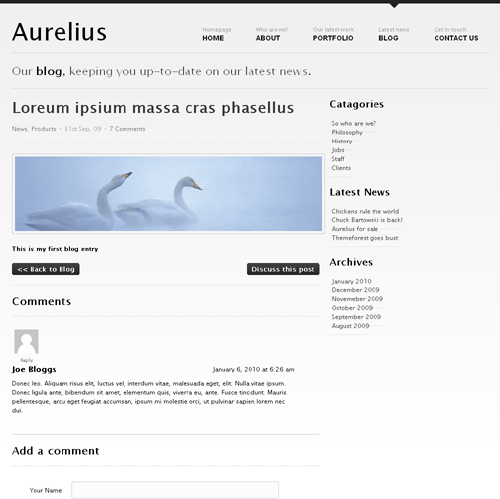 Aurelius
Homepage
HOME
Who are we?
ABOUT
Our latest work
PORTFOLIO
Latest news
BLOG
Get in touch
CONTACT US
Our blog, keeping you up-to-date on our latest news.
Loreum ipsium massa cras phasellus
News, Products • 31st Sep, 09 • 7 Comments
This is my first blog entry
<< Back to Blog
Discuss this post
Comments
Reply
Joe Bloggs
January 6, 2010 at 6:26 am
Donec leo. Aliquam risus elit, luctus vel, interdum vitae, malesuada eget, elit. Nulla vitae ipsum.
Donec ligula ante, bibendum sit amet, elementum quis, viverra eu, ante. Fusce tincidunt. Mauris
pellentesque, arcu eget feugiat accumsan, ipsum mi molestie orci, ut pulvinar sapien lorem nec
dui.
Add a comment
Your Name
Catagories
So who are we?
Philosophy
History
Jobs
Staff
Clients
Latest News
Chickens rule the world
Chuck Bartowski is back!
Aurelius for sale
Themeforest goes bust
Archives
January 2010
December 2009
Novemeber 2009
October 2009
September 2009
August 2009